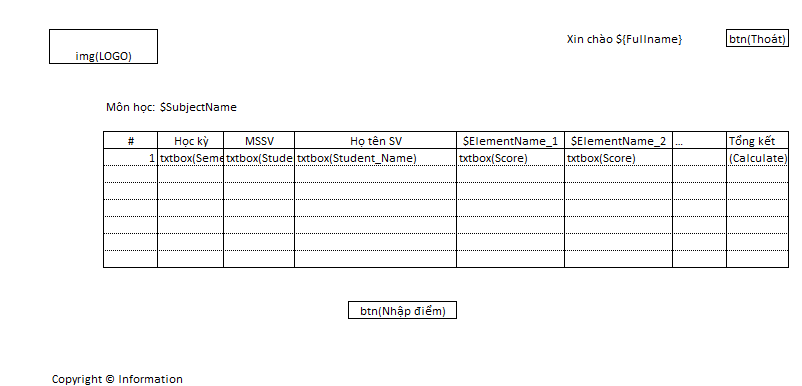 Xin chào ${Fullname}
btn(Thoát)
img(LOGO)
Môn học: $SubjectName
# Học kỳ MSSV Họ tên SV $ElementName_1 $ElementName_2 ... Tổng kết
1 txtbox(Seme txtbox(Stude txtbox(Student_Name) txtbox(Score) txtbox(Score) (Calculate)
btn(Nhập điểm)
Copyright © Information